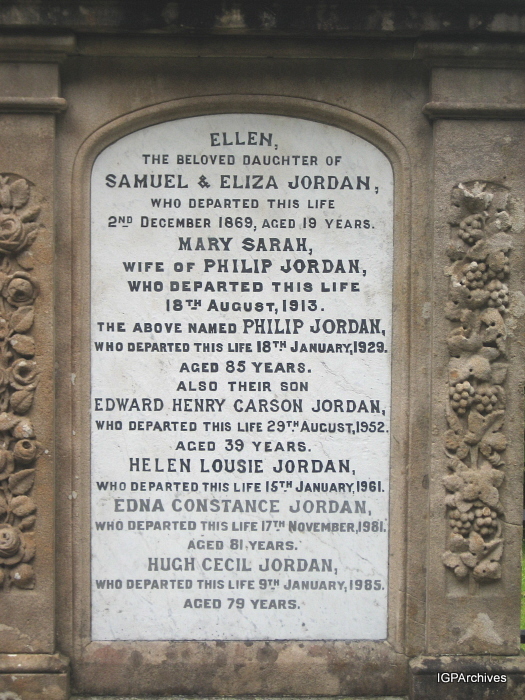 ELLEN,
THE BELOVED DAUGHTER OF
SAMUEL & ELIZA JORDAN,
WHO DEPARTED THIS LIFE
2ND DECEMBER 1869, AGED 19 YEARS.
MARY SARAH,
WIFE OF PHILIP JORDAN,
WHO DEPARTED THIS LIFE
18TH AUGUST, 1913.
THE ABOVE NAMED PHILIP JORDAN,
WHO DEPARTED THIS LIFE 18TH JANUARY, 1929.
AGED 85 YEARS.
ALSO THEIR SON
EDWARD HENRY CARSON JORDAN,
WHO DEPARTED THIS LIFE 29TH AUGUST, 1952.
AGED 39 YEARS.
HELEN LOUSIE JORDAN,
WHO DEPARTED THIS LIFE 15TH JANUARY, 1961.
EDNA CONSTANCE JORDAN,
WHO DEPARTED THIS LIFE 17TH NOVEMBER, 1981.
AGED 81 YEARS.
HUGH CECIL JORDAN,
WHO DEPARTED THIS LIFE 9TH JANUARY, 1985.
AGED 79 YEARS.
IGPArchives